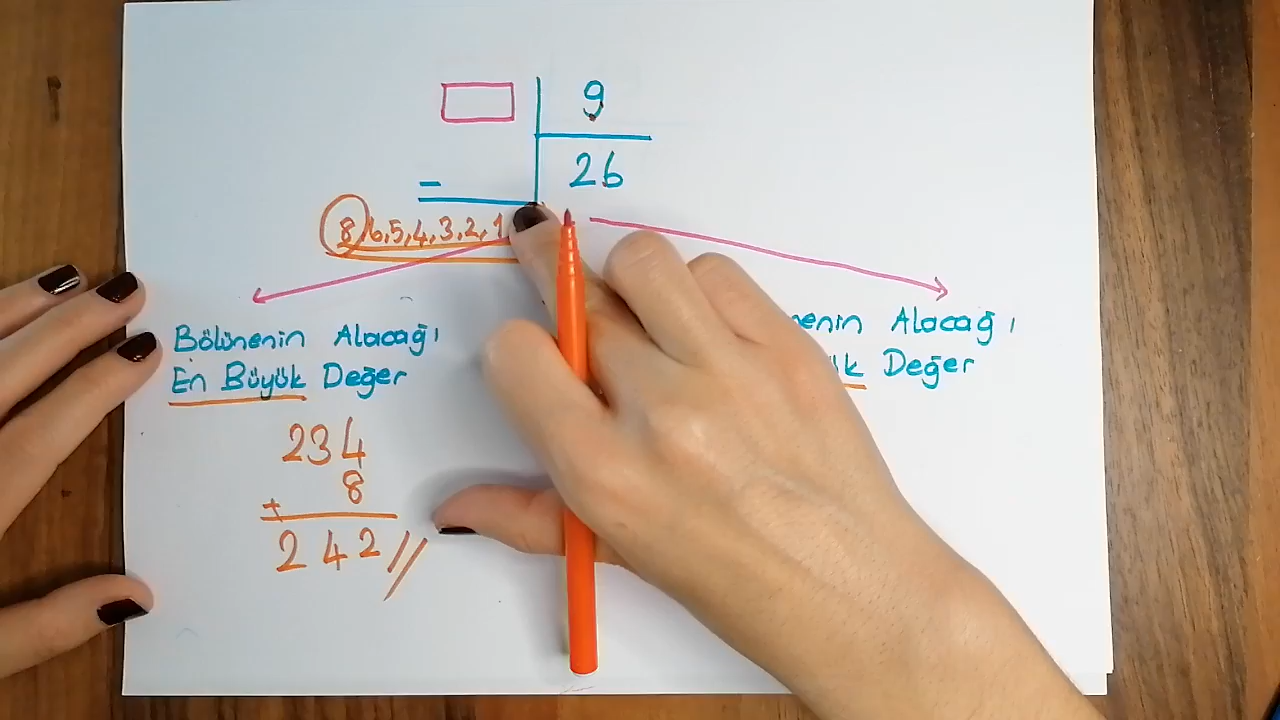 9
26
-
8,6,5,4,3,2,1
Bölünenin Alacağı
En Büyük Değer
234
8
+
242//
nenin Alacağı
Değer